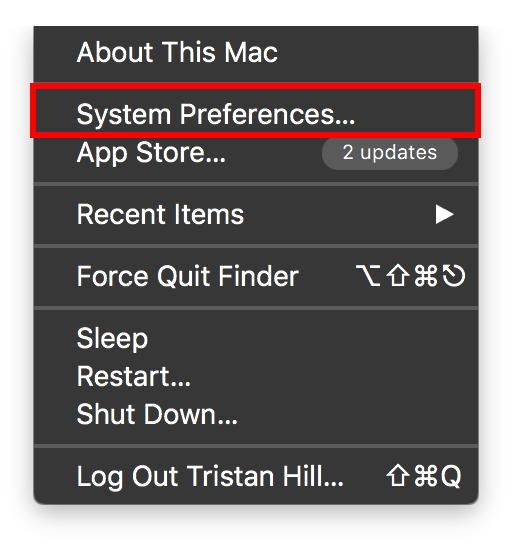 About This Mac
System Preferences...
App Store... 2 updates
Recent Items ▶
Force Quit Finder ⌥⇧⌘⎋
Sleep
Restart...
Shut Down...
Log Out Tristan Hill... ⇧⌘Q